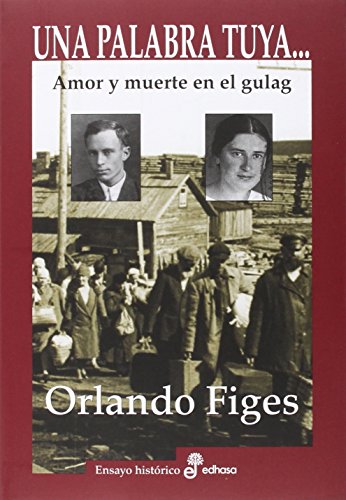 UNA PALABRA TUYA...
Amor y muerte en el gulag
Orlando Figes
Ensayo histórico edhasa